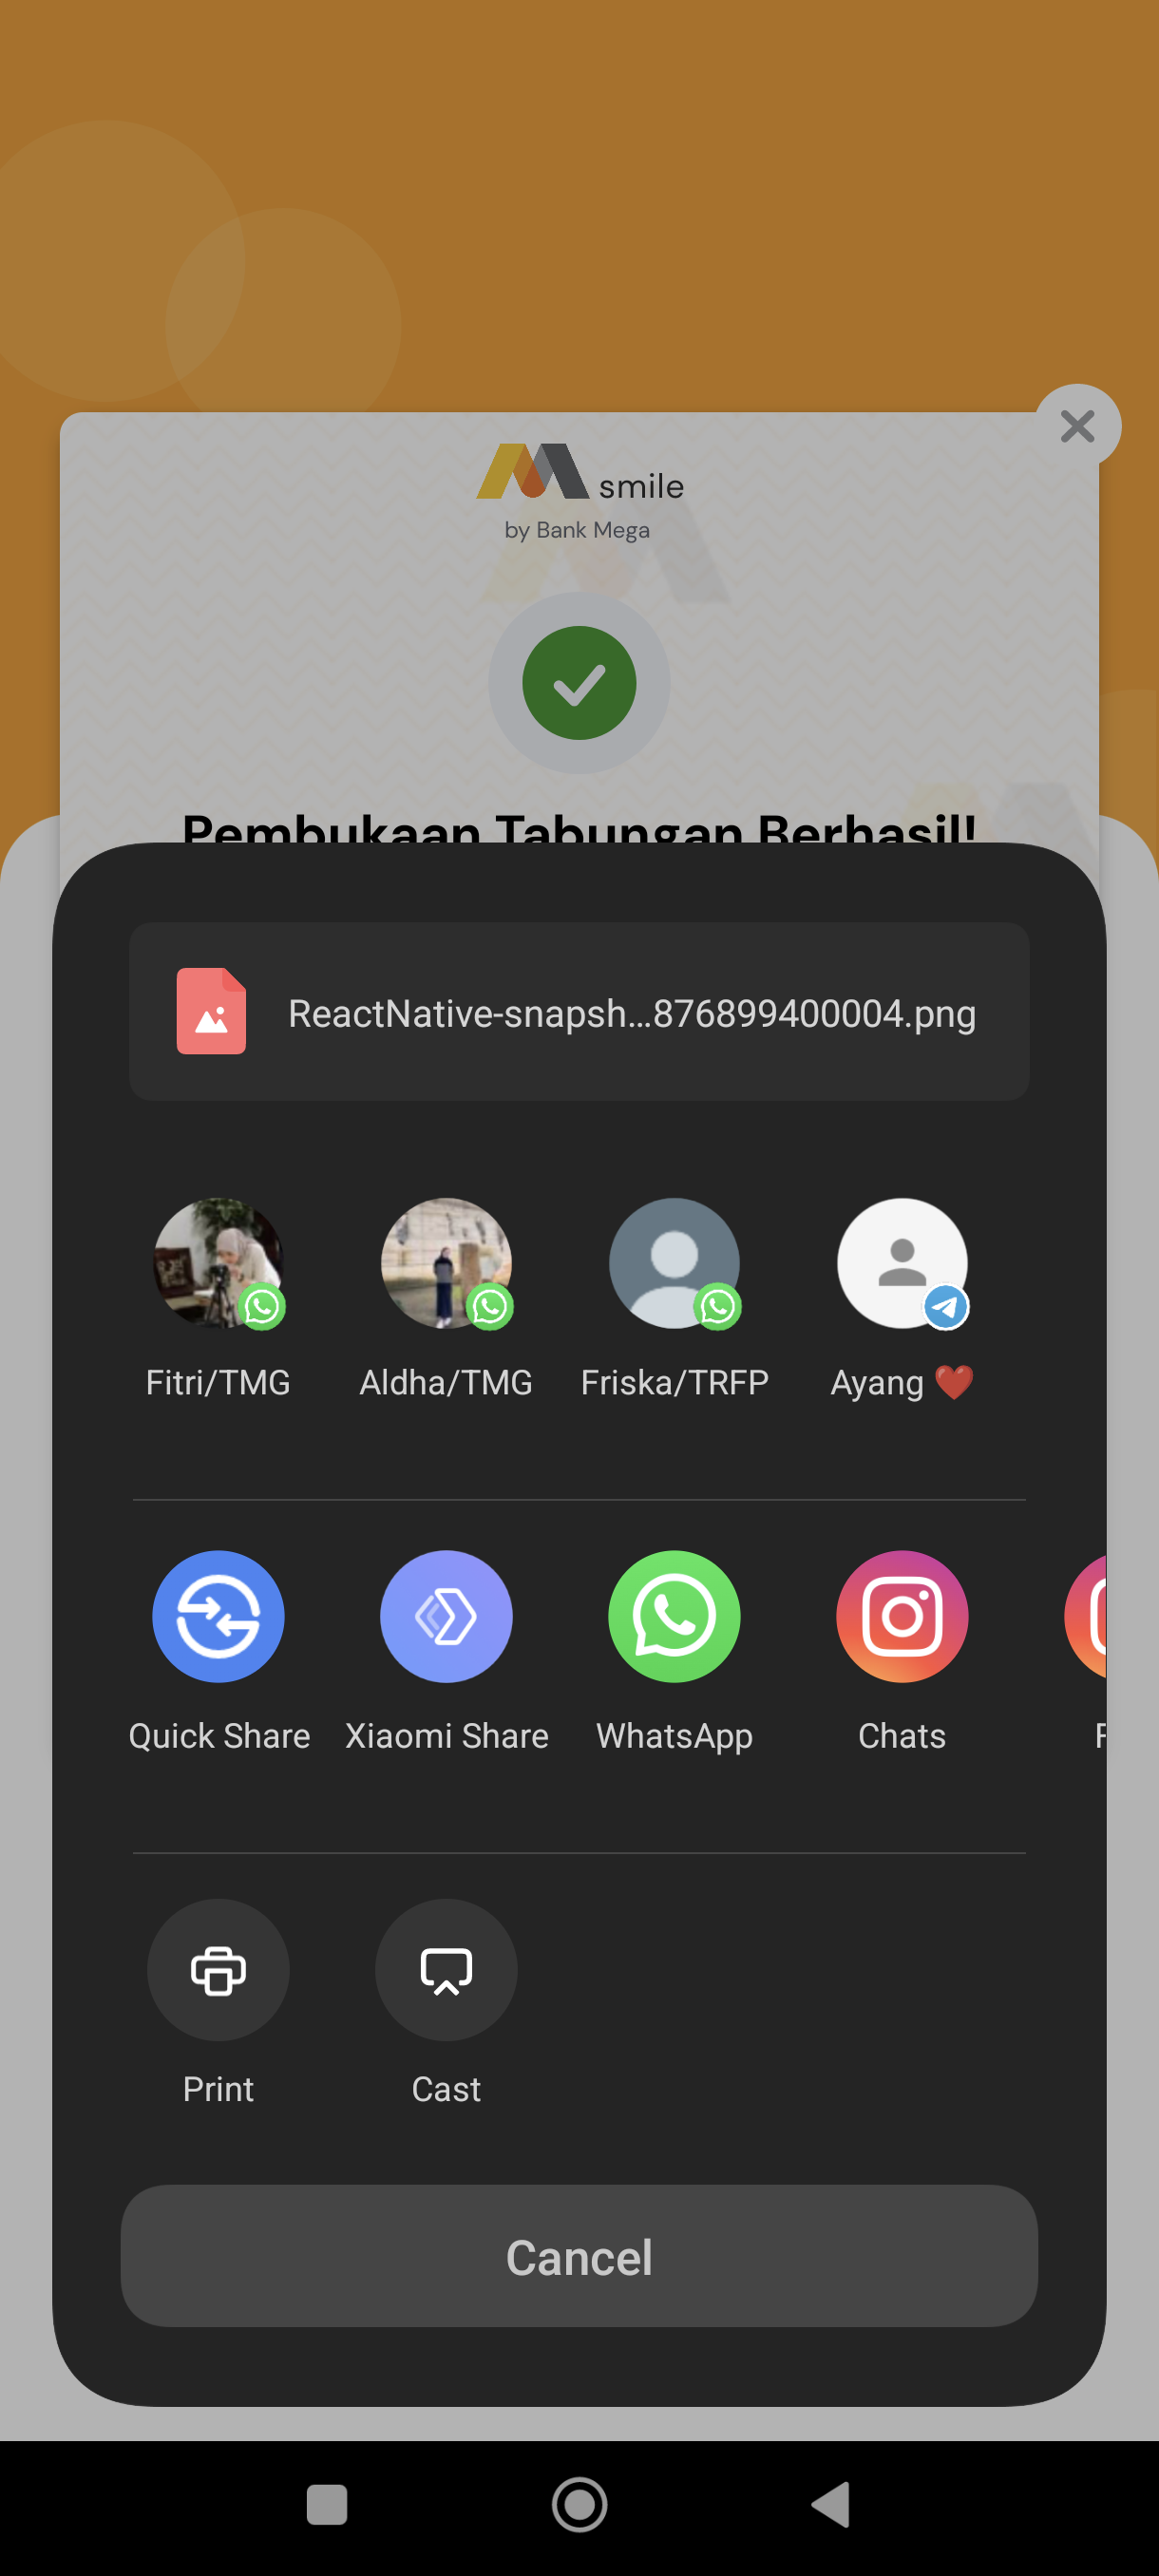 smile
by Bank Mega
Pembukaan Tabungan Berhasil!
ReactNative-snapsh...876899400004.png
Fitri/TMG
Aldha/TMG
Friska/TRFP
Ayang ❤️
Quick Share
Xiaomi Share
WhatsApp
Chats
Print
Cast
Cancel